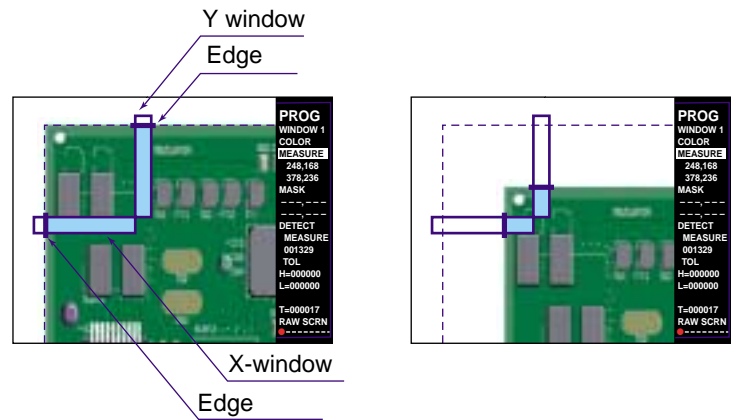 Y window
Edge
PROG
WINDOW 1
COLOR
MEASURE
248,168
378,236
MASK
– – –, – – –
– – –, – – –
DETECT
MEASURE
001329
TOL
H=000000
L=000000
T=000017
RAW SCRN
X-window
Edge
PROG
WINDOW 1
COLOR
MEASURE
248,168
378,236
MASK
– – –, – – –
– – –, – – –
DETECT
MEASURE
001329
TOL
H=000000
L=000000
T=000017
RAW SCRN